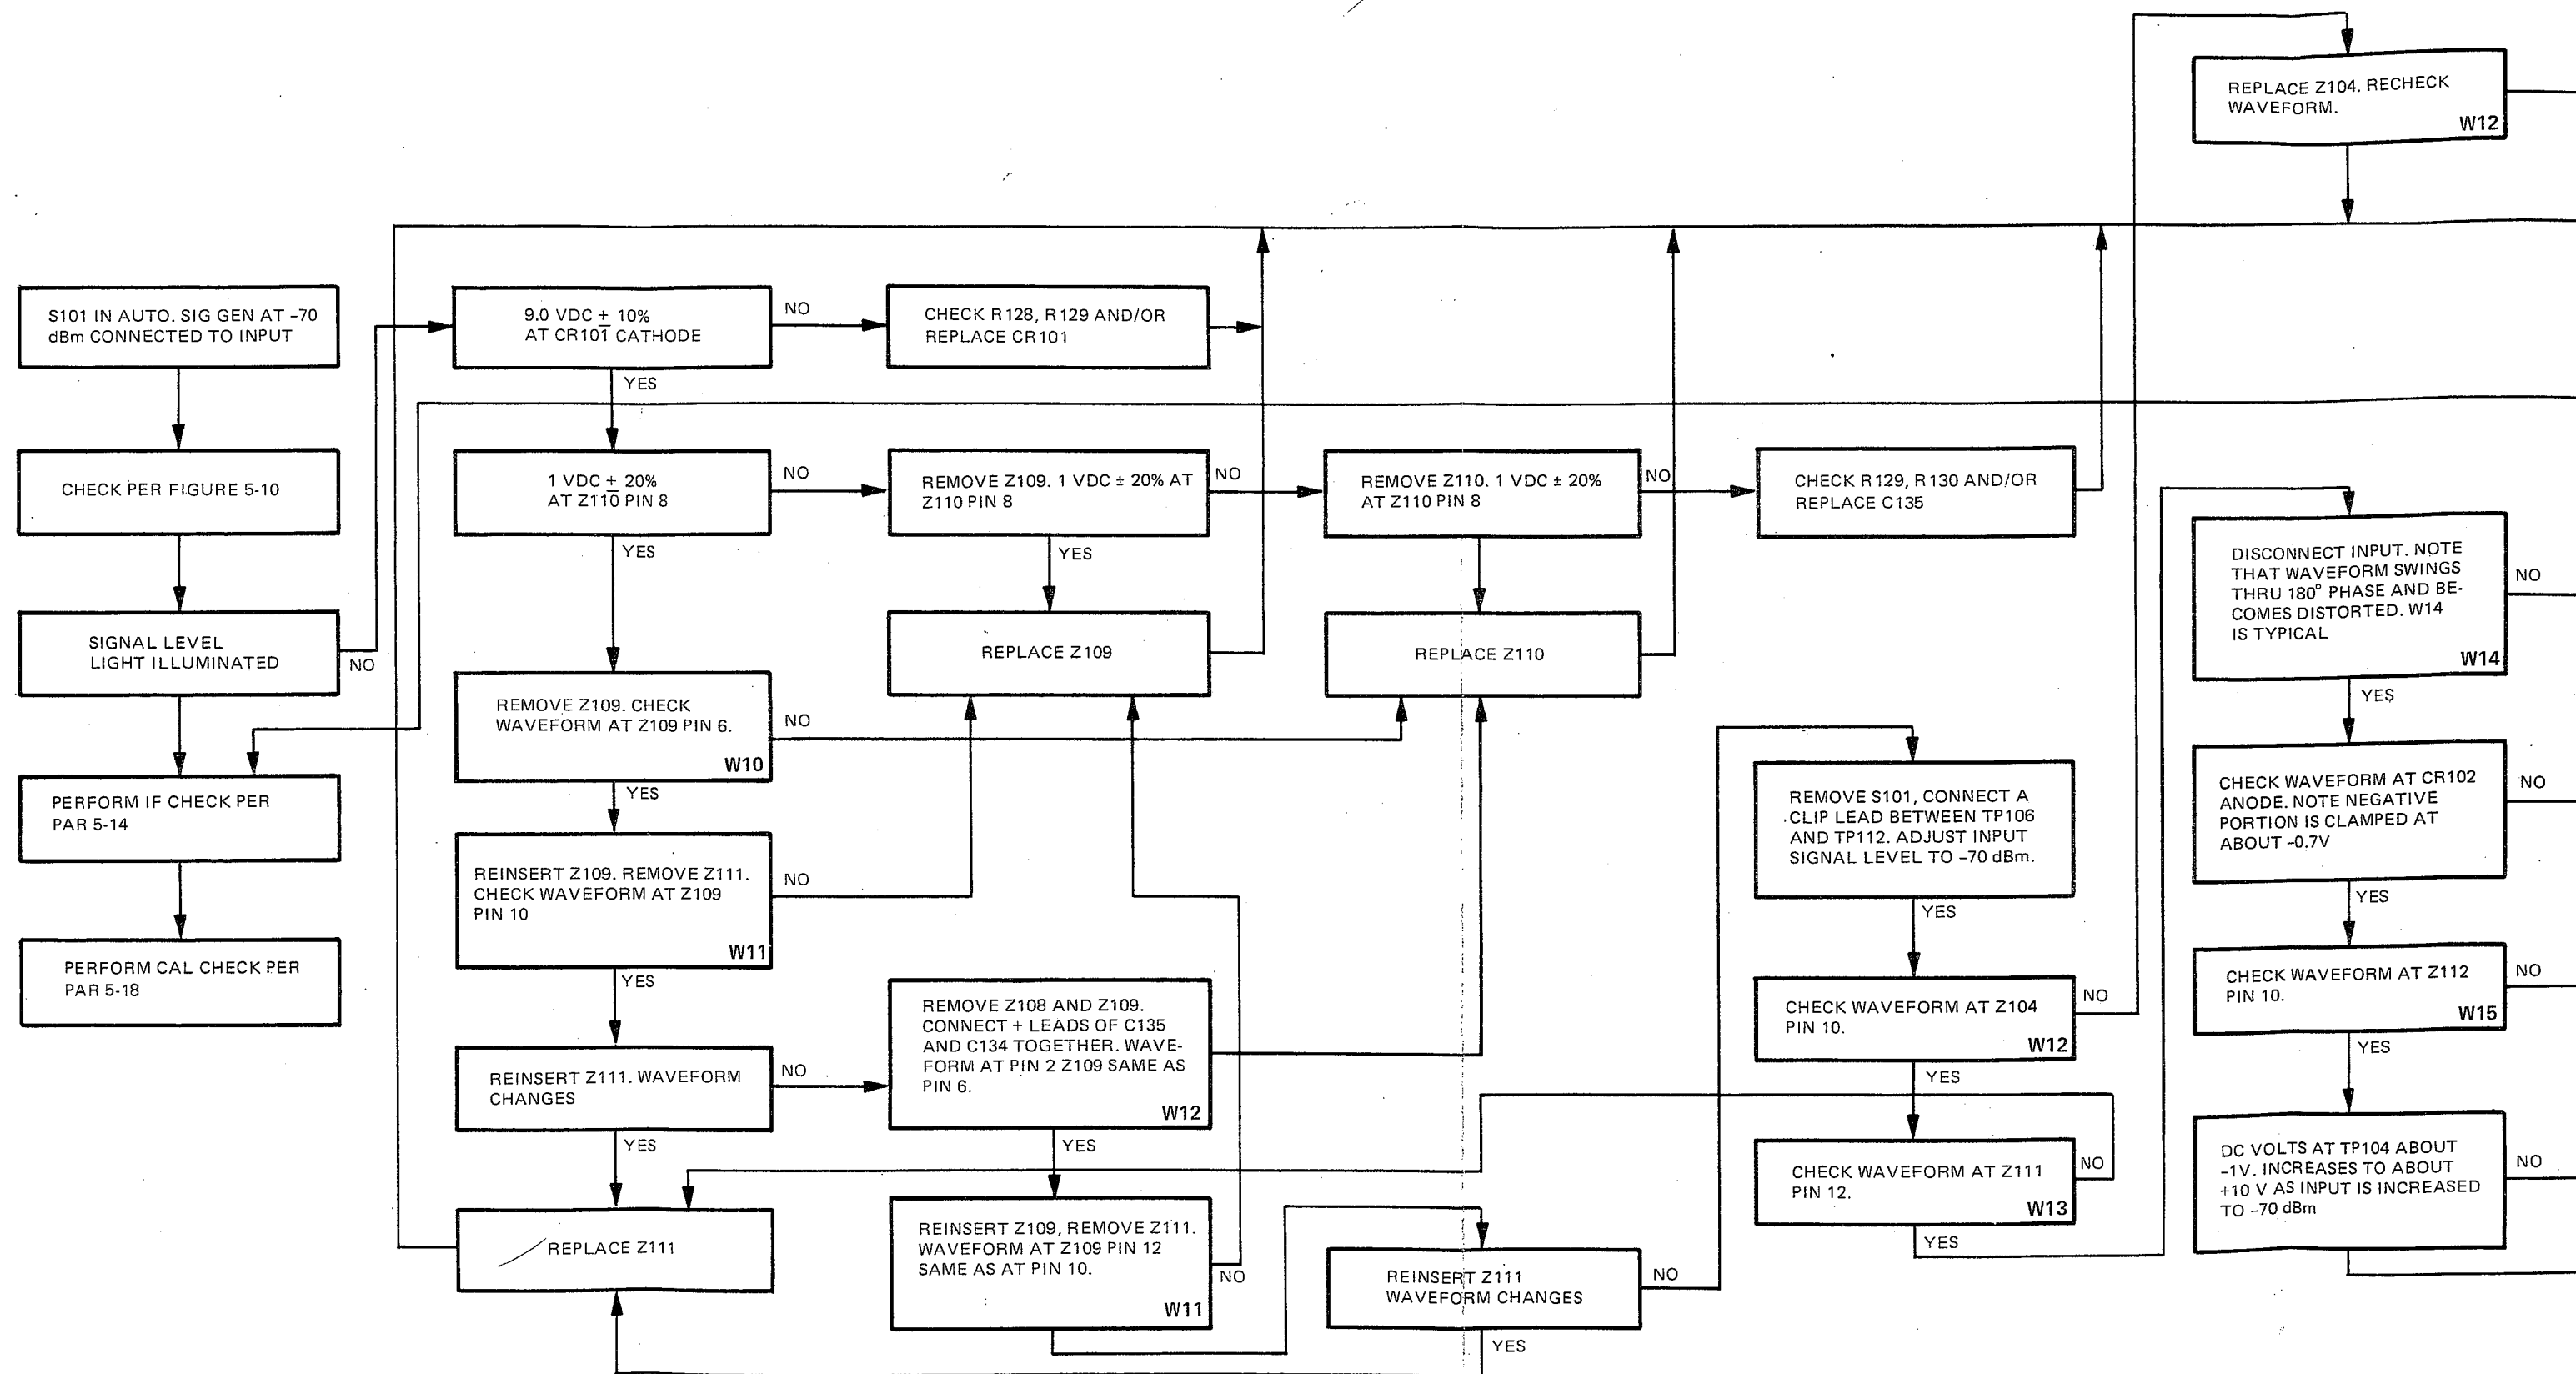 REPLACE Z104. RECHECK
WAVEFORM.
W12
S101 IN AUTO. SIG GEN AT -70
dBm CONNECTED TO INPUT
CHECK PER FIGURE 5-10
SIGNAL LEVEL
LIGHT ILLUMINATED
NO
PERFORM IF CHECK PER
PAR 5-14
PERFORM CAL CHECK PER
PAR 5-18
9.0 VDC ± 10%
AT CR101 CATHODE
NO
YES
CHECK R128, R129 AND/OR
REPLACE CR101
1 VDC ± 20%
AT Z110 PIN 8
NO
YES
REMOVE Z109. 1 VDC ± 20% AT
Z110 PIN 8
NO
YES
REMOVE Z110. 1 VDC ± 20%
AT Z110 PIN 8
NO
CHECK R129, R130 AND/OR
REPLACE C135
REPLACE Z109
REPLACE Z110
REMOVE Z109. CHECK
WAVEFORM AT Z109 PIN 6.
W10
NO
YES
REINSERT Z109. REMOVE Z111.
CHECK WAVEFORM AT Z109
PIN 10
W11
NO
YES
REINSERT Z111. WAVEFORM
CHANGES
NO
YES
REPLACE Z111
REMOVE Z108 AND Z109.
CONNECT + LEADS OF C135
AND C134 TOGETHER. WAVE-
FORM AT PIN 2 Z109 SAME AS
PIN 6.
W12
YES
REINSERT Z109, REMOVE Z111.
WAVEFORM AT Z109 PIN 12
SAME AS AT PIN 10.
W11
NO
REINSERT Z111
WAVEFORM CHANGES
NO
YES
REMOVE S101, CONNECT A
CLIP LEAD BETWEEN TP106
AND TP112. ADJUST INPUT
SIGNAL LEVEL TO -70 dBm.
YES
CHECK WAVEFORM AT Z104
PIN 10.
W12
NO
YES
CHECK WAVEFORM AT Z111
PIN 12.
W13
NO
YES
DISCONNECT INPUT. NOTE
THAT WAVEFORM SWINGS
THRU 180° PHASE AND BE-
COMES DISTORTED. W14
IS TYPICAL
W14
NO
YES
CHECK WAVEFORM AT CR102
ANODE. NOTE NEGATIVE
PORTION IS CLAMPED AT
ABOUT -0.7V
NO
YES
CHECK WAVEFORM AT Z112
PIN 10.
W15
NO
YES
DC VOLTS AT TP104 ABOUT
-1V. INCREASES TO ABOUT
+10 V AS INPUT IS INCREASED
TO -70 dBm
NO